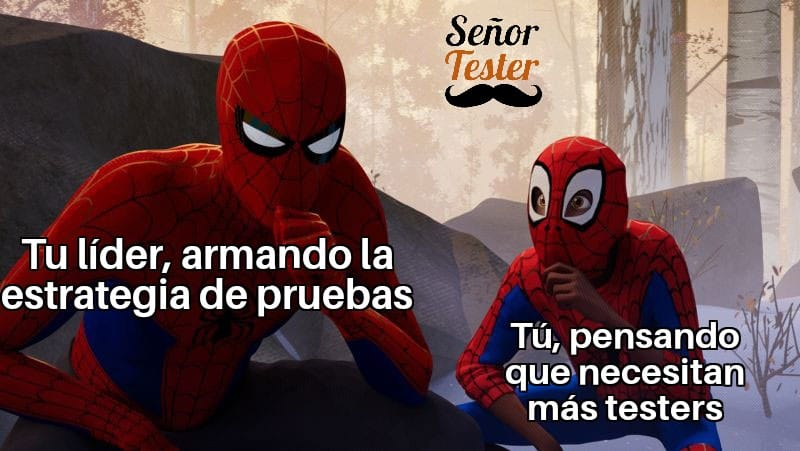 Señor
Tester
Tu líder, armando la
estrategia de pruebas
Tú, pensando
que necesitan
más testers